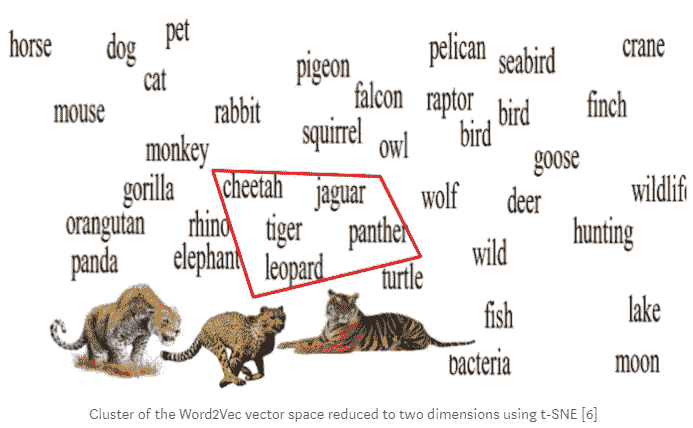 horse
dog
pet
cat
mouse
rabbit
pigeon
falcon
squirrel
owl
pelican
seabird
crane
raptor
bird
bird
finch
goose
monkey
gorilla
orangutan
panda
rhino
elephant
cheetah
jaguar
tiger
panther
leopard
turtle
wolf
deer
wildlif
hunting
wild
fish
lake
bacteria
moon
Cluster of the Word2Vec vector space reduced to two dimensions using t-SNE [6]